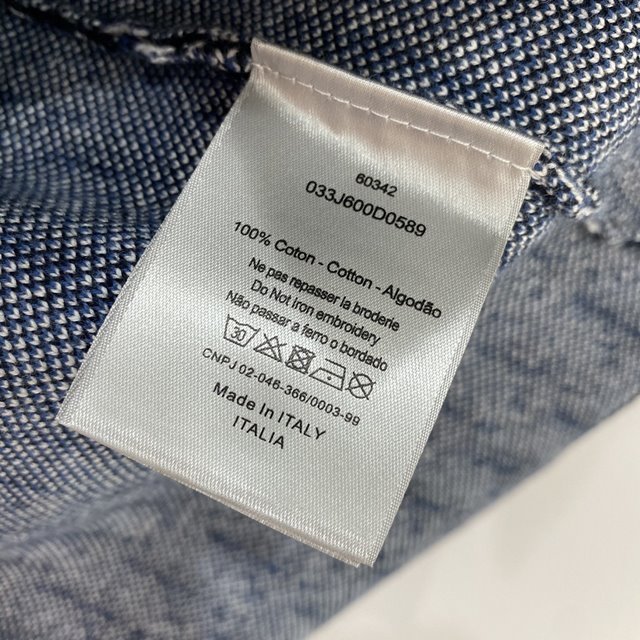 60342
033J600D0589
100% Coton - Cotton - Algodão
Ne pas repasser la broderie
Do Not Iron embroidery
Não passar a ferro o bordado
30
CNPJ 02-046-366/0003-99
Made In ITALY
ITALIA